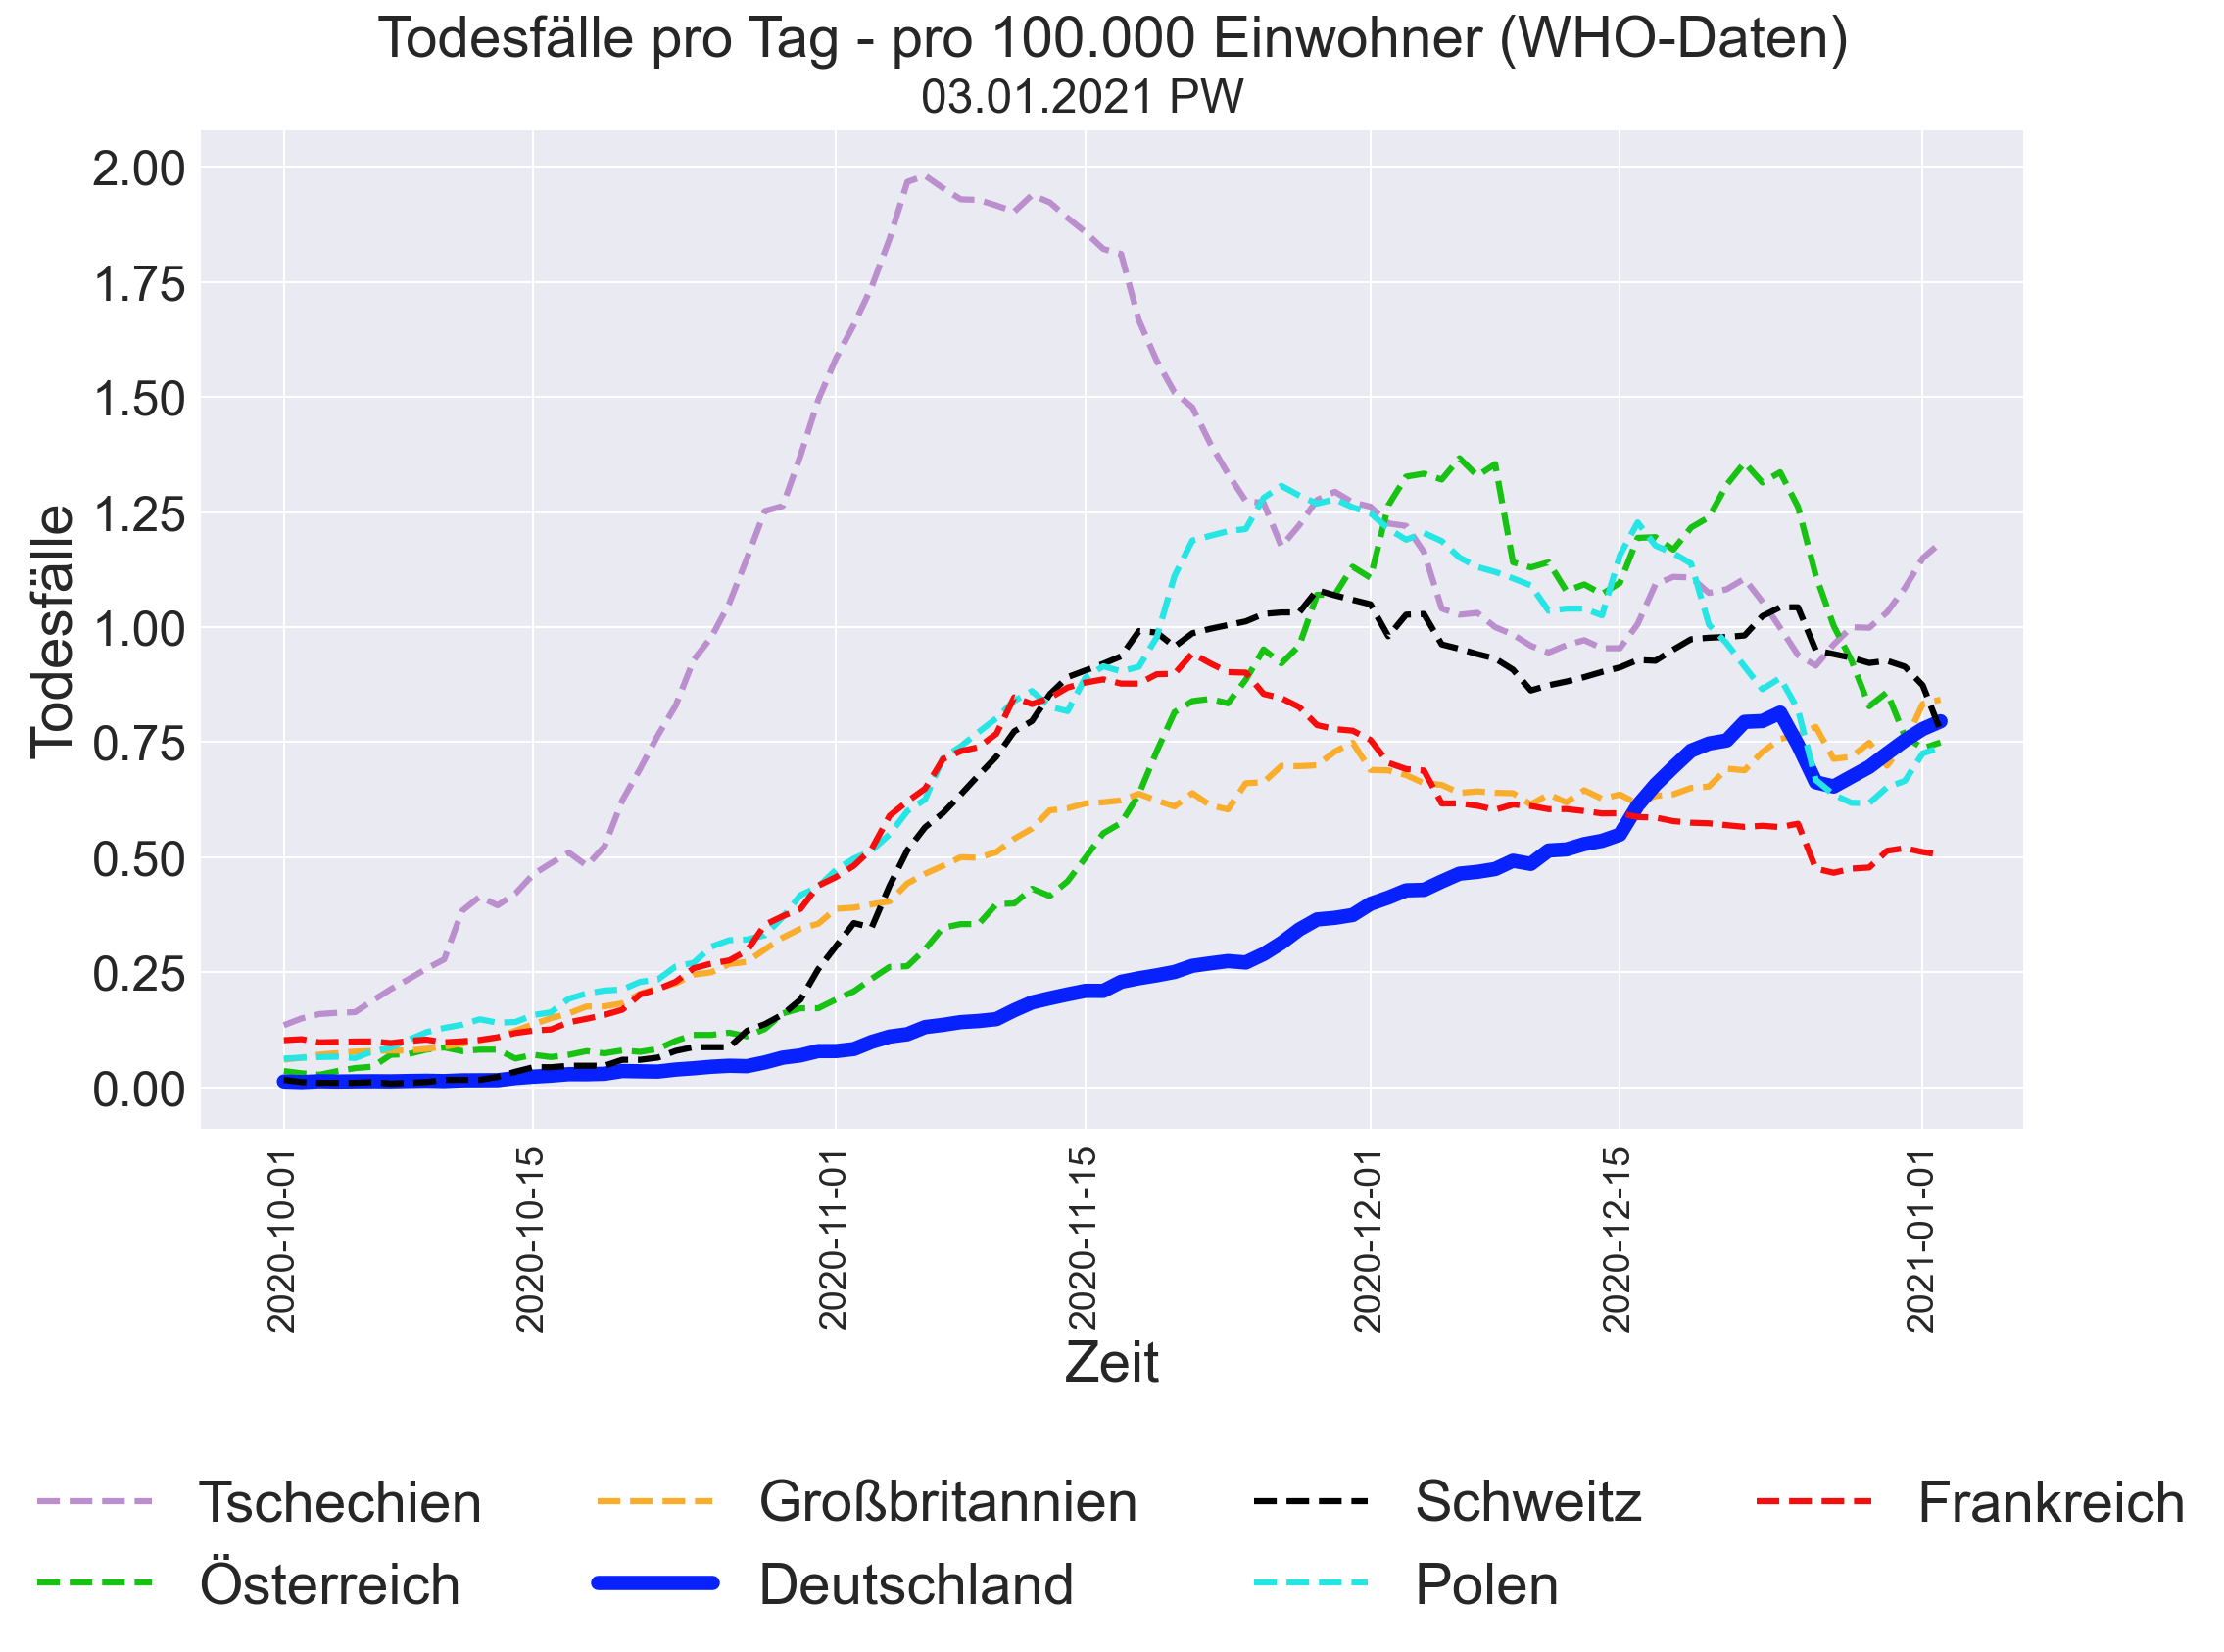 Todesfälle pro Tag - pro 100.000 Einwohner (WHO-Daten)
03.01.2021 PW
Todesfälle
2.00
1.75
1.50
1.25
1.00
0.75
0.50
0.25
0.00
2020-10-01
2020-10-15
2020-11-01
2020-11-15
2020-12-01
2020-12-15
2021-01-01
Zeit
Tschechien
Großbritannien
Schweitz
Frankreich
Österreich
Deutschland
Polen